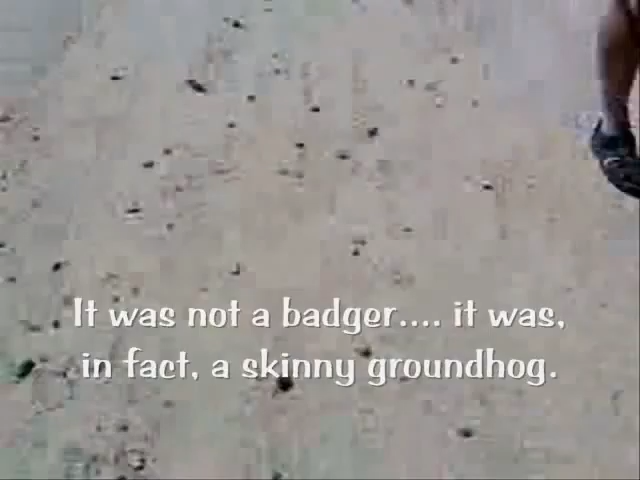 It was not a badger.... it was,
in fact, a skinny groundhog.